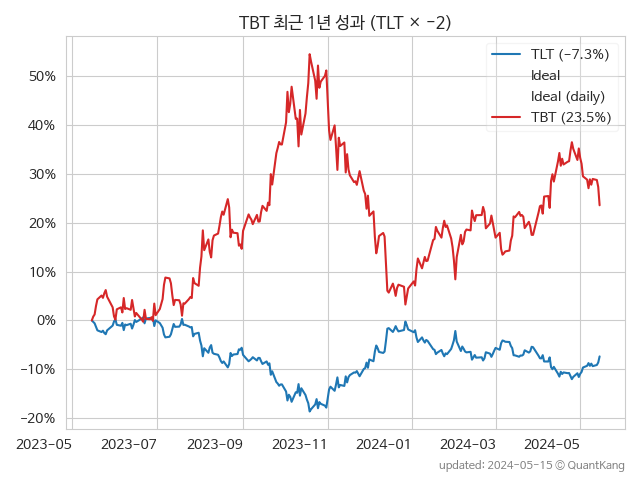 TBT 최근 1년 성과 (TLT × −2)
TLT (−7.3%)
Ideal
Ideal (daily)
TBT (23.5%)
50%
40%
30%
20%
10%
0%
−10%
−20%
2023-05 2023-07 2023-09 2023-11 2024-01 2024-03 2024-05
updated: 2024-05-15 ⓒ QuantKang